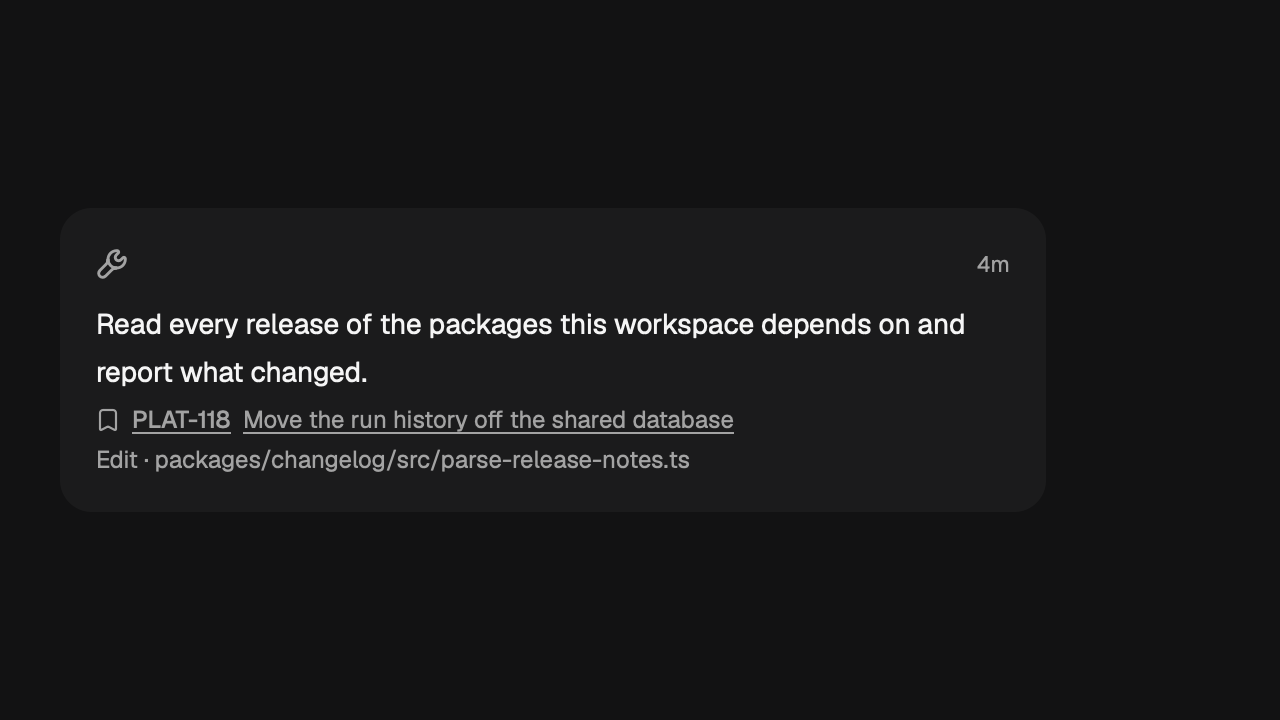 4m
Read every release of the packages this workspace depends on and
report what changed.
PLAT-118 Move the run history off the shared database
Edit · packages/changelog/src/parse-release-notes.ts